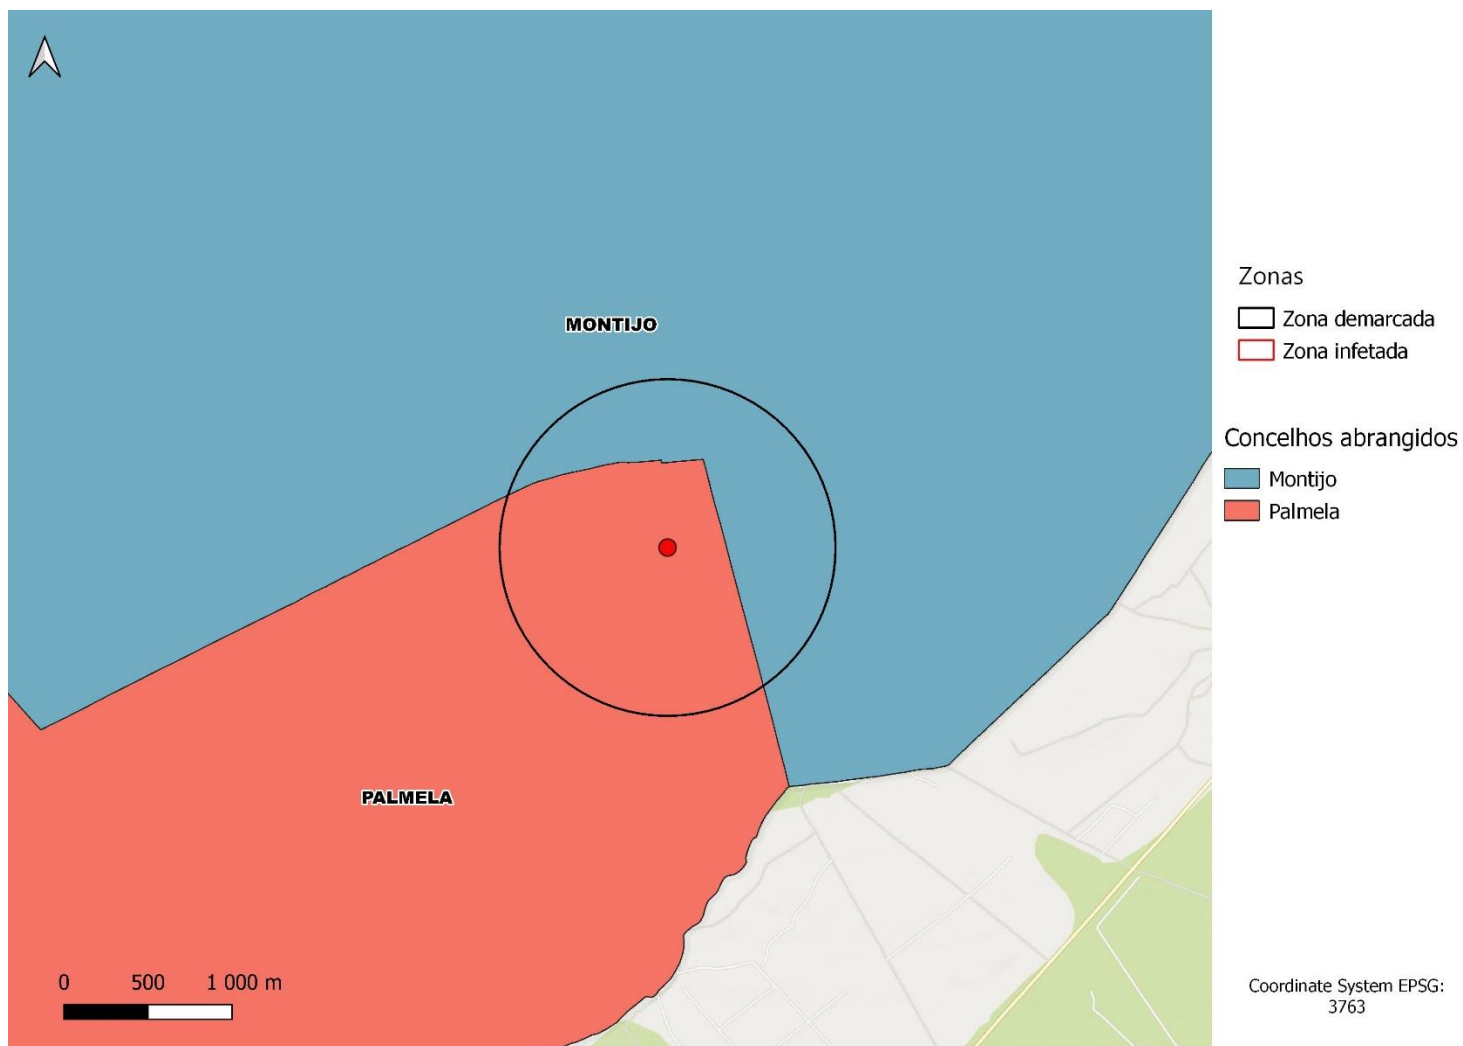 MONTIJO
PALMELA
0 500 1 000 m
Zonas
Zona demarcada
Zona infetada
Concelhos abrangidos
Montijo
Palmela
Coordinate System EPSG:
3763